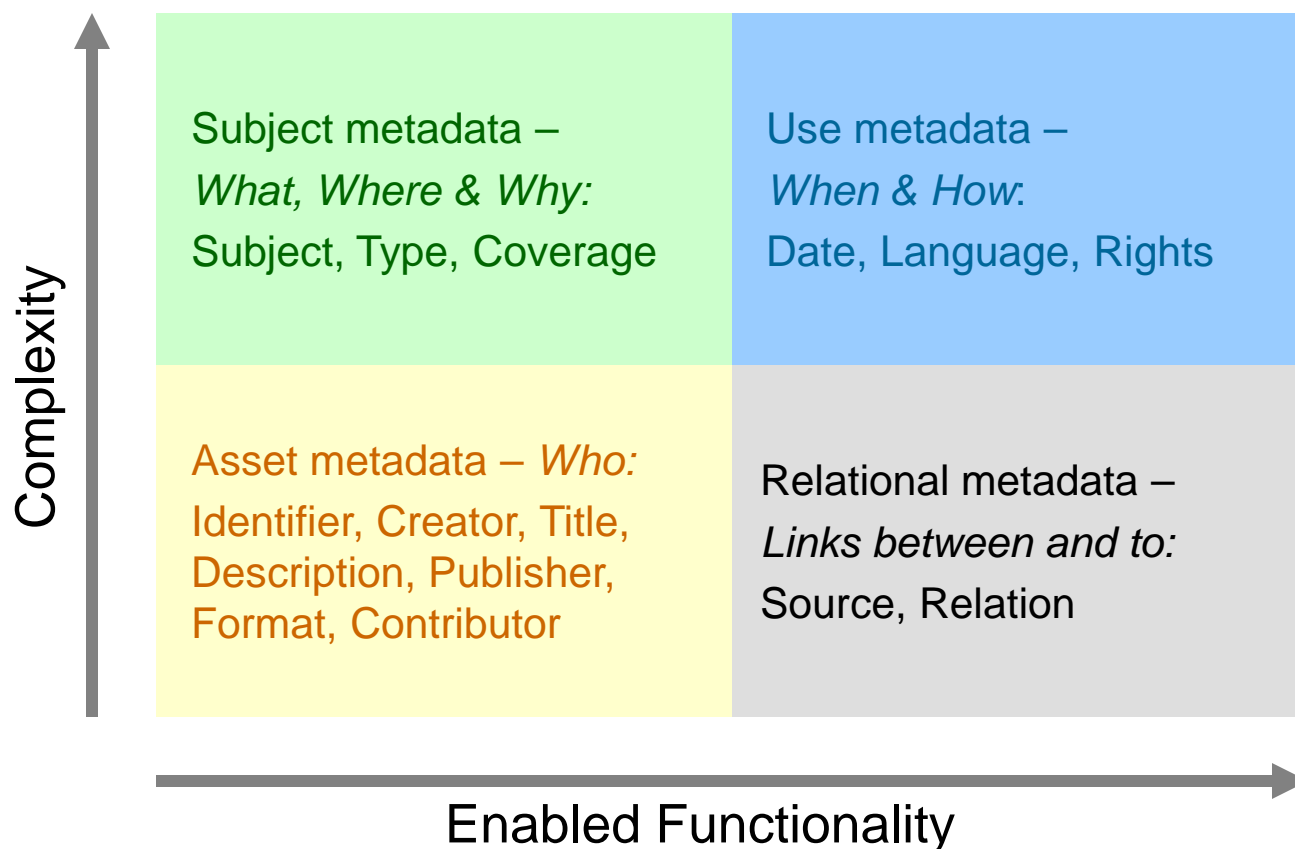 Complexity
Subject metadata –
What, Where & Why:
Subject, Type, Coverage
Use metadata –
When & How:
Date, Language, Rights
Asset metadata – Who:
Identifier, Creator, Title,
Description, Publisher,
Format, Contributor
Relational metadata –
Links between and to:
Source, Relation
Enabled Functionality